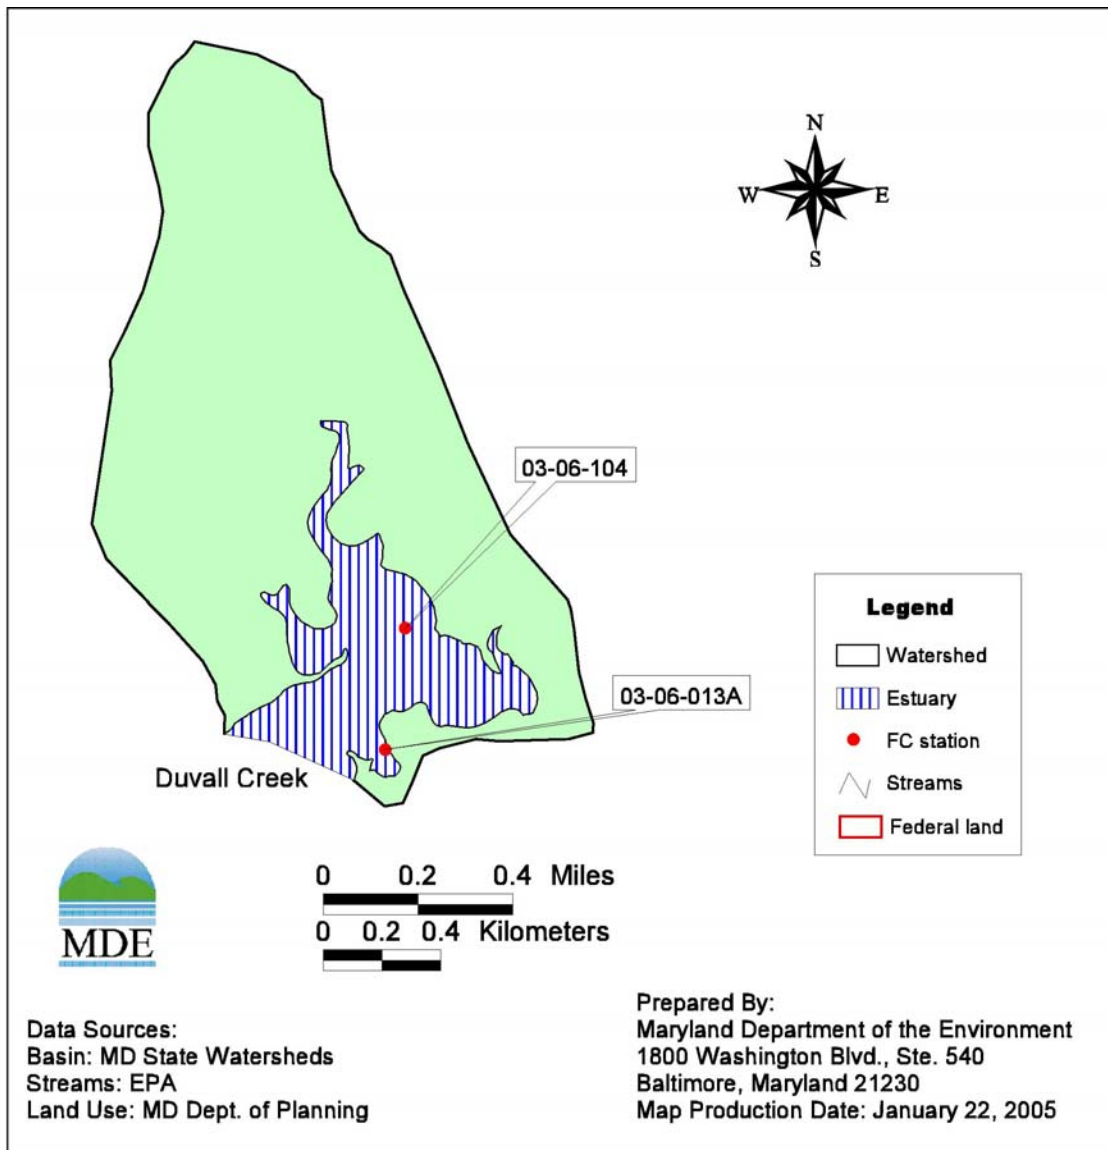 N
W E
S
03-06-104
03-06-013A
Duvall Creek
Legend
Watershed
Estuary
FC station
Streams
Federal land
0 0.2 0.4 Miles
0 0.2 0.4 Kilometers
MDE
Data Sources:
Basin: MD State Watersheds
Streams: EPA
Land Use: MD Dept. of Planning
Prepared By:
Maryland Department of the Environment
1800 Washington Blvd., Ste. 540
Baltimore, Maryland 21230
Map Production Date: January 22, 2005